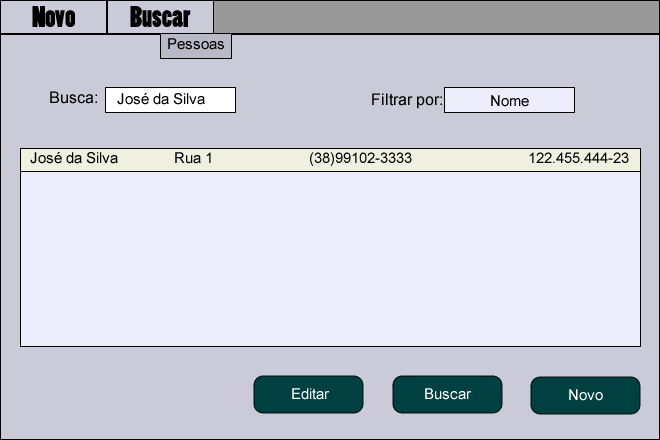 Novo Buscar
Pessoas
Busca: José da Silva Filtrar por: Nome
José da Silva Rua 1 (38)99102-3333 122.455.444-23
Editar Buscar Novo